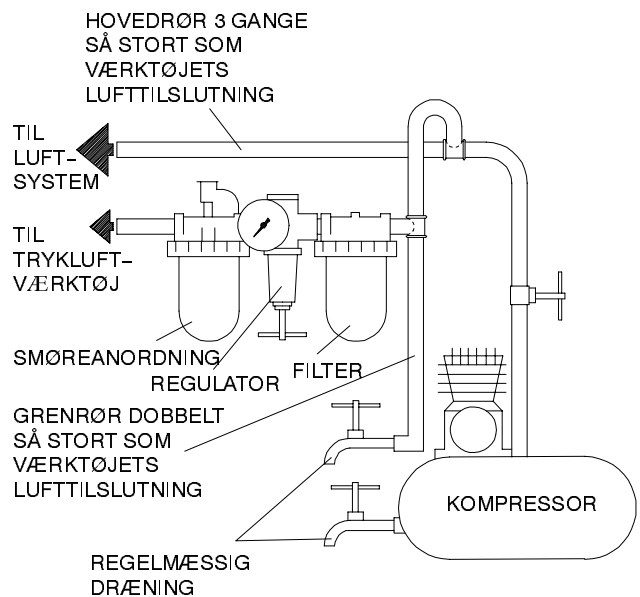 HOVEDRØR 3 GANGE
SÅ STORT SOM
VÆRKTØJETS
LUFTTILSLUTNING
TIL
LUFT-
SYSTEM
TIL
TRYKLUFT-
VÆRKTØJ
SMØREANORDNING
REGULATOR
FILTER
GRENRØR DOBBELT
SÅ STORT SOM
VÆRKTØJETS
LUFTTILSLUTNING
KOMPRESSOR
REGELMÆSSIG
DRÆNING